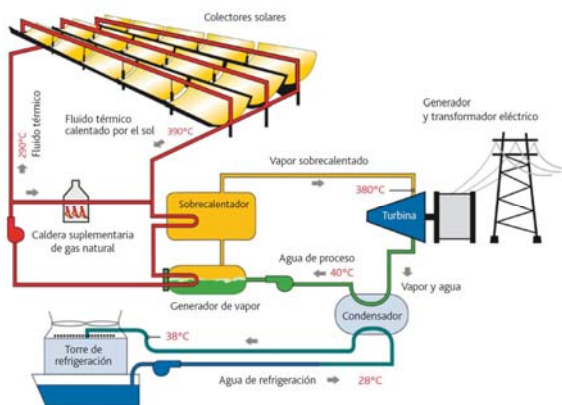 Colectores solares
Fluido térmico
calentado por el sol
390°C
290°C
Fluido térmico
Generador
y transformador eléctrico
Vapor sobrecalentado
380°C
Sobrecalentador
Turbina
Caldera suplementaria
de gas natural
Agua de proceso
40°C
Vapor y agua
Generador de vapor
Condensador
38°C
Torre de
refrigeración
Agua de refrigeración
28°C